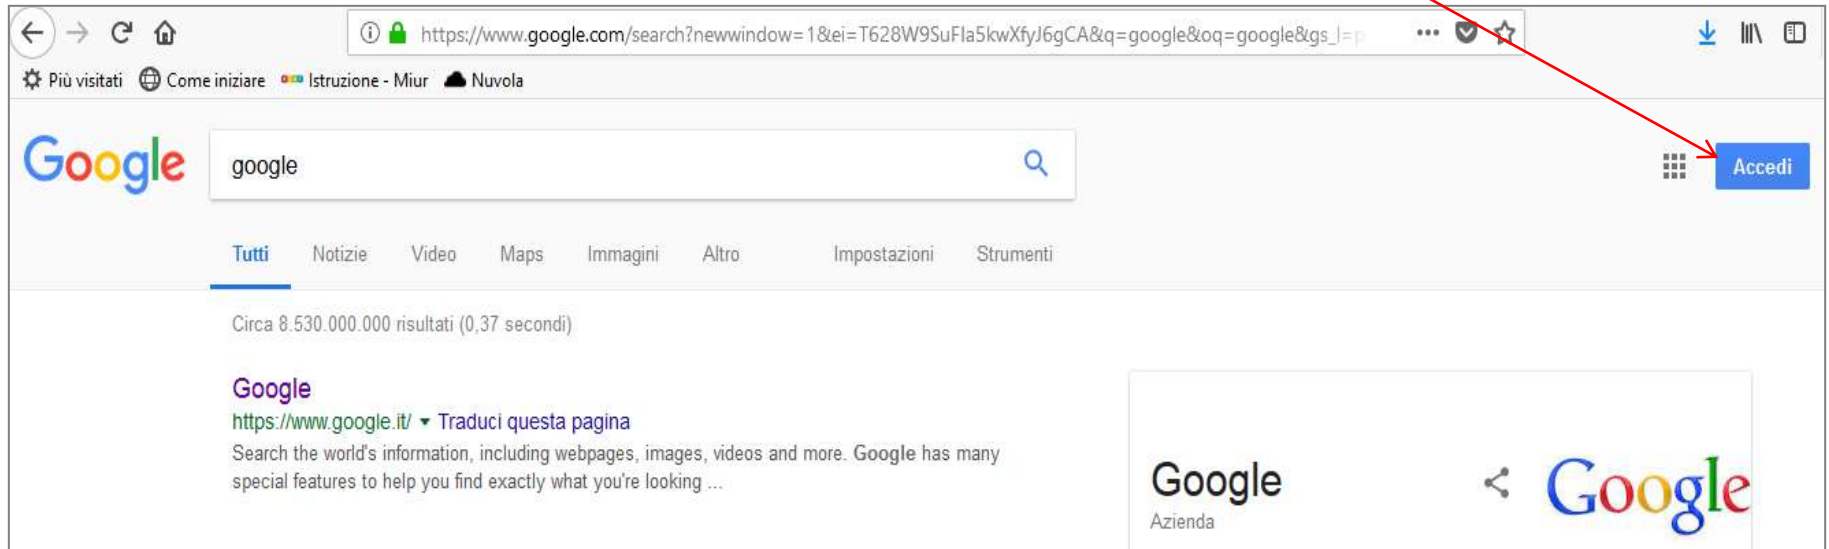 https://www.google.com/search?newwindow=1&ei=T628W9SuFIa5kwXfyJ6gCA&q=google&oq=google&gs_l=p
Più visitati Come iniziare Istruzione - Miur Nuvola
Google google Accedi
Tutti Notizie Video Maps Immagini Altro Impostazioni Strumenti
Circa 8.530.000.000 risultati (0,37 secondi)
Google
https://www.google.it/ Traduci questa pagina
Search the world's information, including webpages, images, videos and more. Google has many
special features to help you find exactly what you're looking ...
Google
Azienda
Google